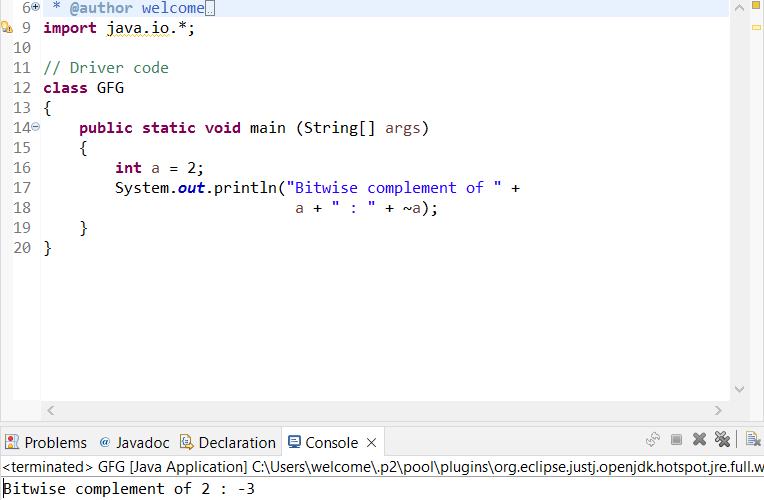 6 * @author welcome
9 import java.io.*;
10
11 // Driver code
12 class GFG
13 {
14 public static void main (String[] args)
15 {
16 int a = 2;
17 System.out.println("Bitwise complement of " +
18 a + " : " + ~a);
19 }
20 }
Problems @ Javadoc Declaration Console
<terminated> GFG [Java Application] C:\Users\welcome\.p2\pool\plugins\org.eclipse.justj.openjdk.hotspot.jre.full.w
Bitwise complement of 2 : -3